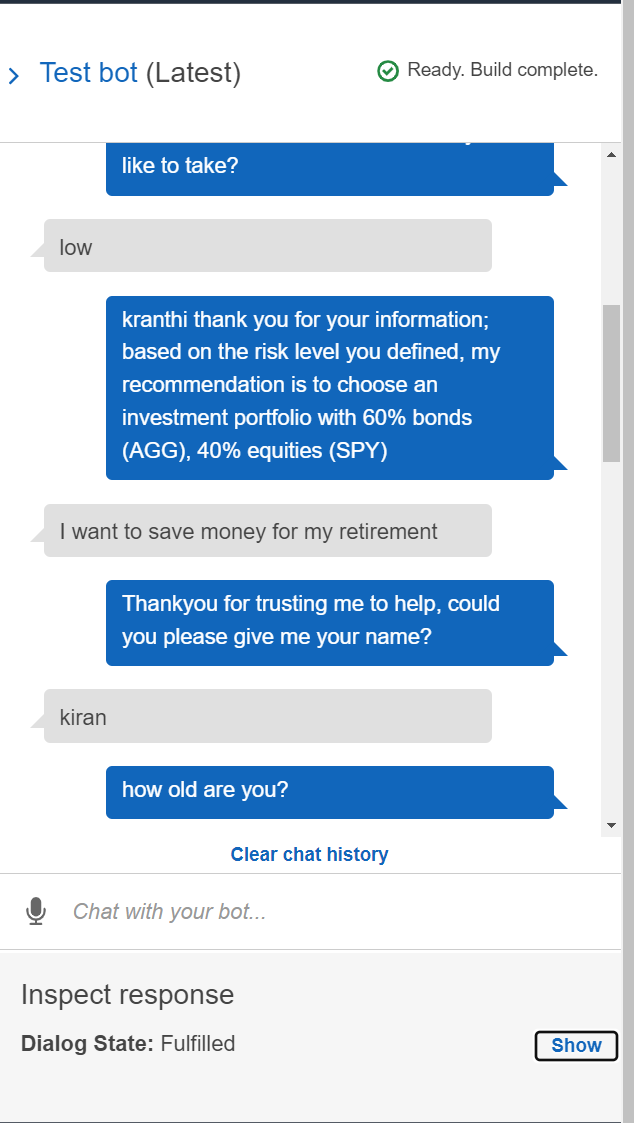 Test bot (Latest)
Ready. Build complete.
like to take?
low
kranthi thank you for your information;
based on the risk level you defined, my
recommendation is to choose an
investment portfolio with 60% bonds
(AGG), 40% equities (SPY)
I want to save money for my retirement
Thankyou for trusting me to help, could
you please give me your name?
kiran
how old are you?
Clear chat history
Chat with your bot...
Inspect response
Dialog State: Fulfilled
Show